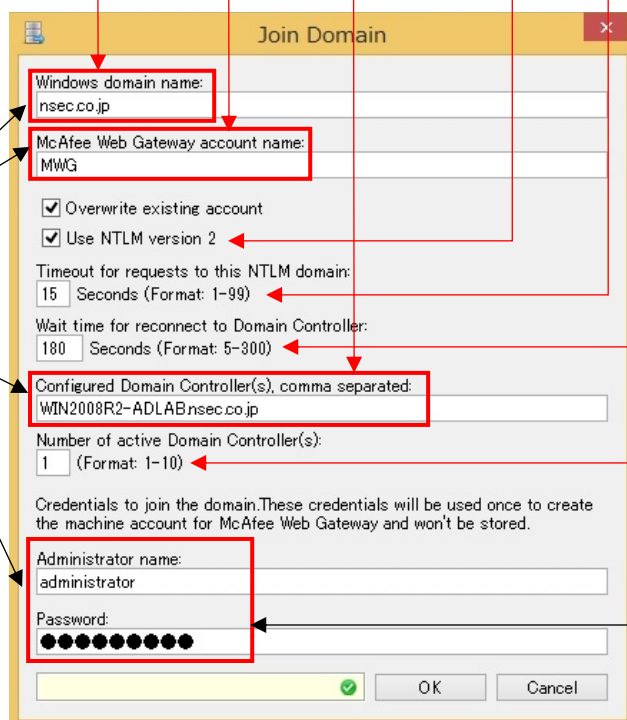 Join Domain
Windows domain name:
nsec.co.jp
McAfee Web Gateway account name:
MWG
Overwrite existing account
Use NTLM version 2
Timeout for requests to this NTLM domain:
15 Seconds (Format: 1-99)
Wait time for reconnect to Domain Controller:
180 Seconds (Format: 5-300)
Configured Domain Controller(s), comma separated:
WIN2008R2-ADLAB.nsec.co.jp
Number of active Domain Controller(s):
1 (Format: 1-10)
Credentials to join the domain.These credentials will be used once to create
the machine account for McAfee Web Gateway and won't be stored.
Administrator name:
administrator
Password:
●●●●●●●●●
OK Cancel